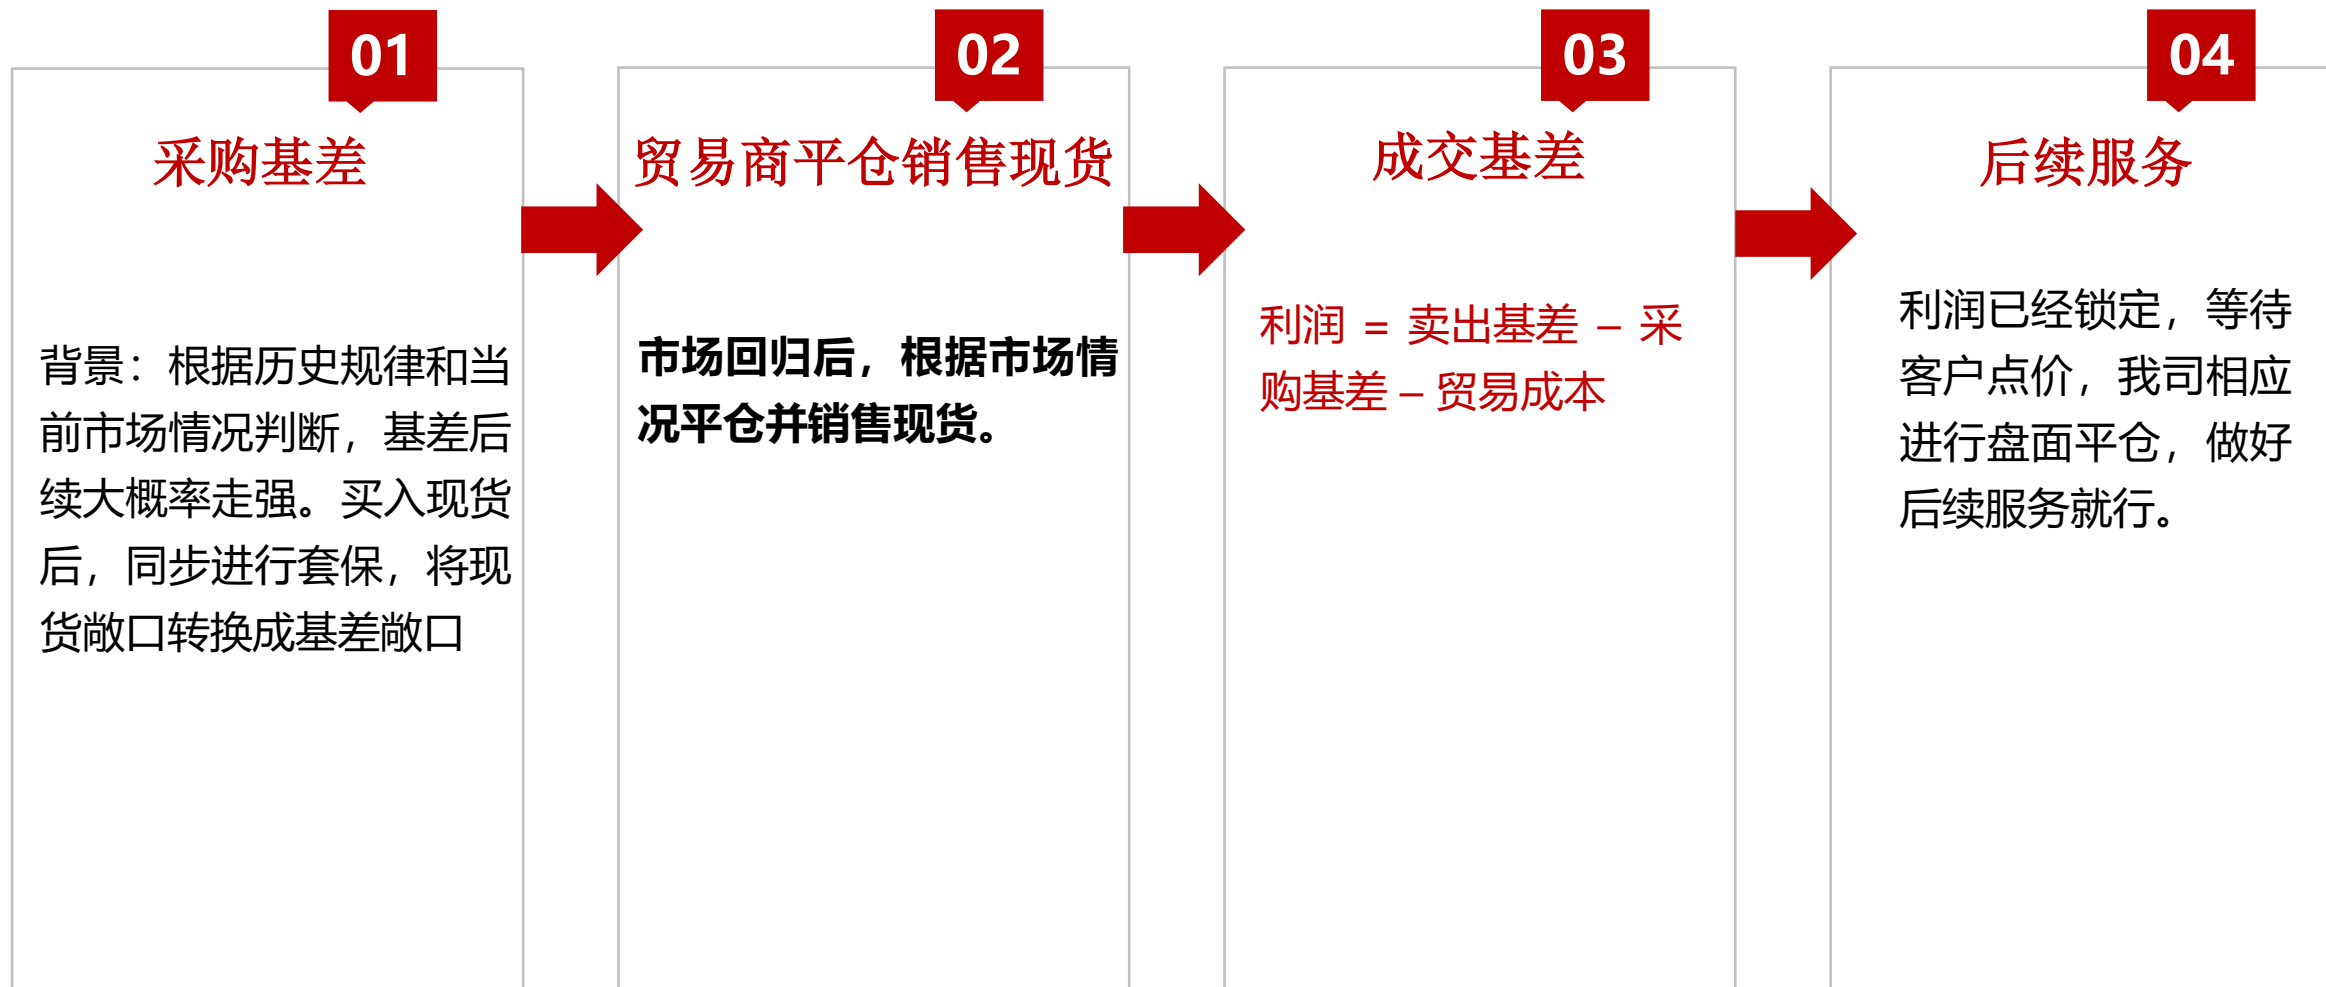 01
采购基差
背景：根据历史规律和当
前市场情况判断，基差后
续大概率走强。买入现货
后，同步进行套保，将现
货敞口转换成基差敞口
02
贸易商平仓销售现货
市场回归后，根据市场情
况平仓并销售现货。
03
成交基差
利润 = 卖出基差 – 采
购基差 – 贸易成本
04
后续服务
利润已经锁定，等待
客户点价，我司相应
进行盘面平仓，做好
后续服务就行。